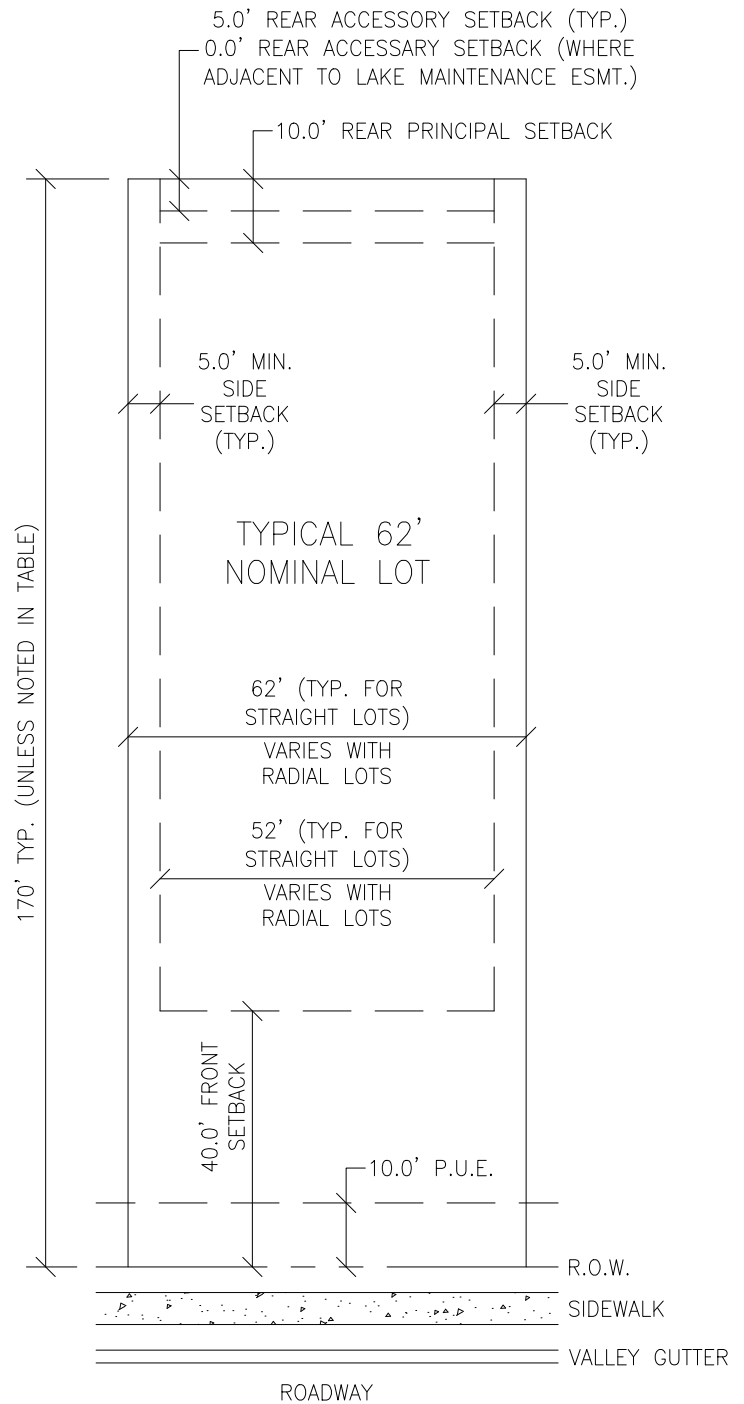 5.0' REAR ACCESSORY SETBACK (TYP.)
0.0' REAR ACCESSARY SETBACK (WHERE
ADJACENT TO LAKE MAINTENANCE ESMT.)
10.0' REAR PRINCIPAL SETBACK
5.0' MIN.
SIDE
SETBACK
(TYP.)
5.0' MIN.
SIDE
SETBACK
(TYP.)
TYPICAL 62'
NOMINAL LOT
170' TYP. (UNLESS NOTED IN TABLE)
62' (TYP. FOR
STRAIGHT LOTS)
VARIES WITH
RADIAL LOTS
52' (TYP. FOR
STRAIGHT LOTS)
VARIES WITH
RADIAL LOTS
40.0' FRONT
SETBACK
10.0' P.U.E.
R.O.W.
SIDEWALK
VALLEY GUTTER
ROADWAY